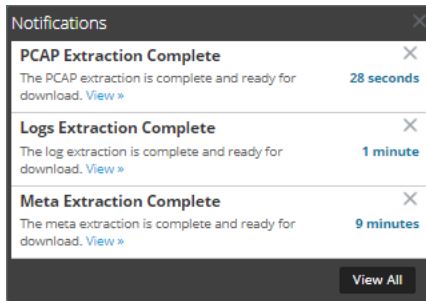 Notifications
PCAP Extraction Complete
The PCAP extraction is complete and ready for
28 seconds
download. View »
Logs Extraction Complete
The log extraction is complete and ready for
1 minute
download. View »
Meta Extraction Complete
The meta extraction is complete and ready for
9 minutes
download. View »
View All